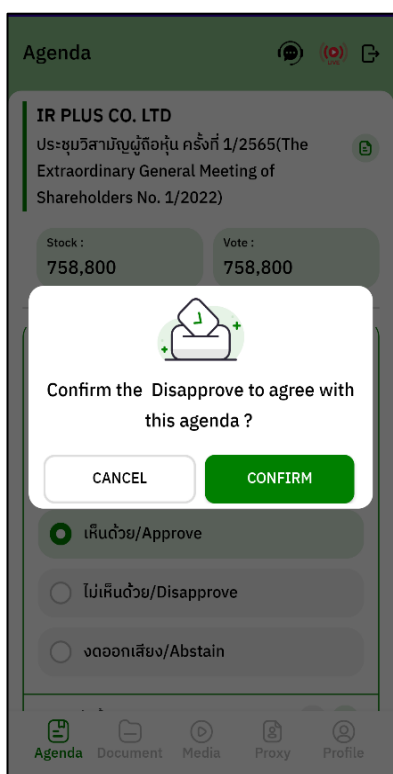 Agenda
LIVE
IR PLUS CO. LTD
ประชุมวิสามัญผู้ถือหุ้น ครั้งที่ 1/2565(The
Extraordinary General Meeting of
Shareholders No. 1/2022)
Stock :
Vote :
758,800
758,800
Confirm the Disapprove to agree with
this agenda ?
CANCEL
CONFIRM
เห็นด้วย/Approve
ไม่เห็นด้วย/Disapprove
งดออกเสียง/Abstain
Agenda
Document
Media
Proxy
Profile